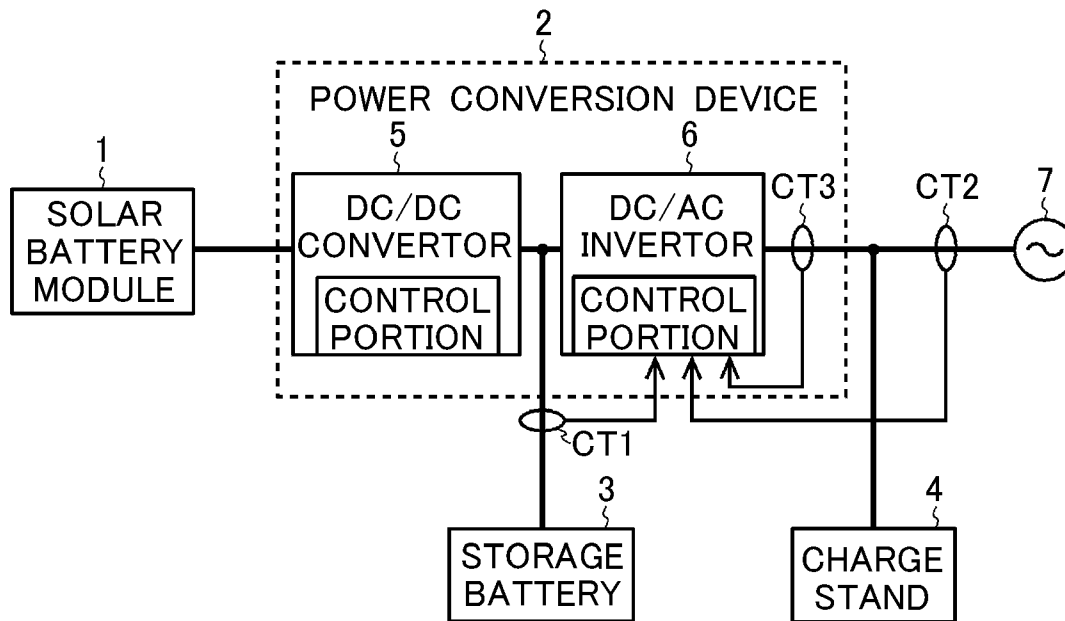 2
POWER CONVERSION DEVICE
1
5
6
7
SOLAR
BATTERY
MODULE
DC/DC
CONVERTOR
CONTROL
PORTION
DC/AC
INVERTOR
CONTROL
PORTION
CT3
CT2
CT1
3
STORAGE
BATTERY
4
CHARGE
STAND